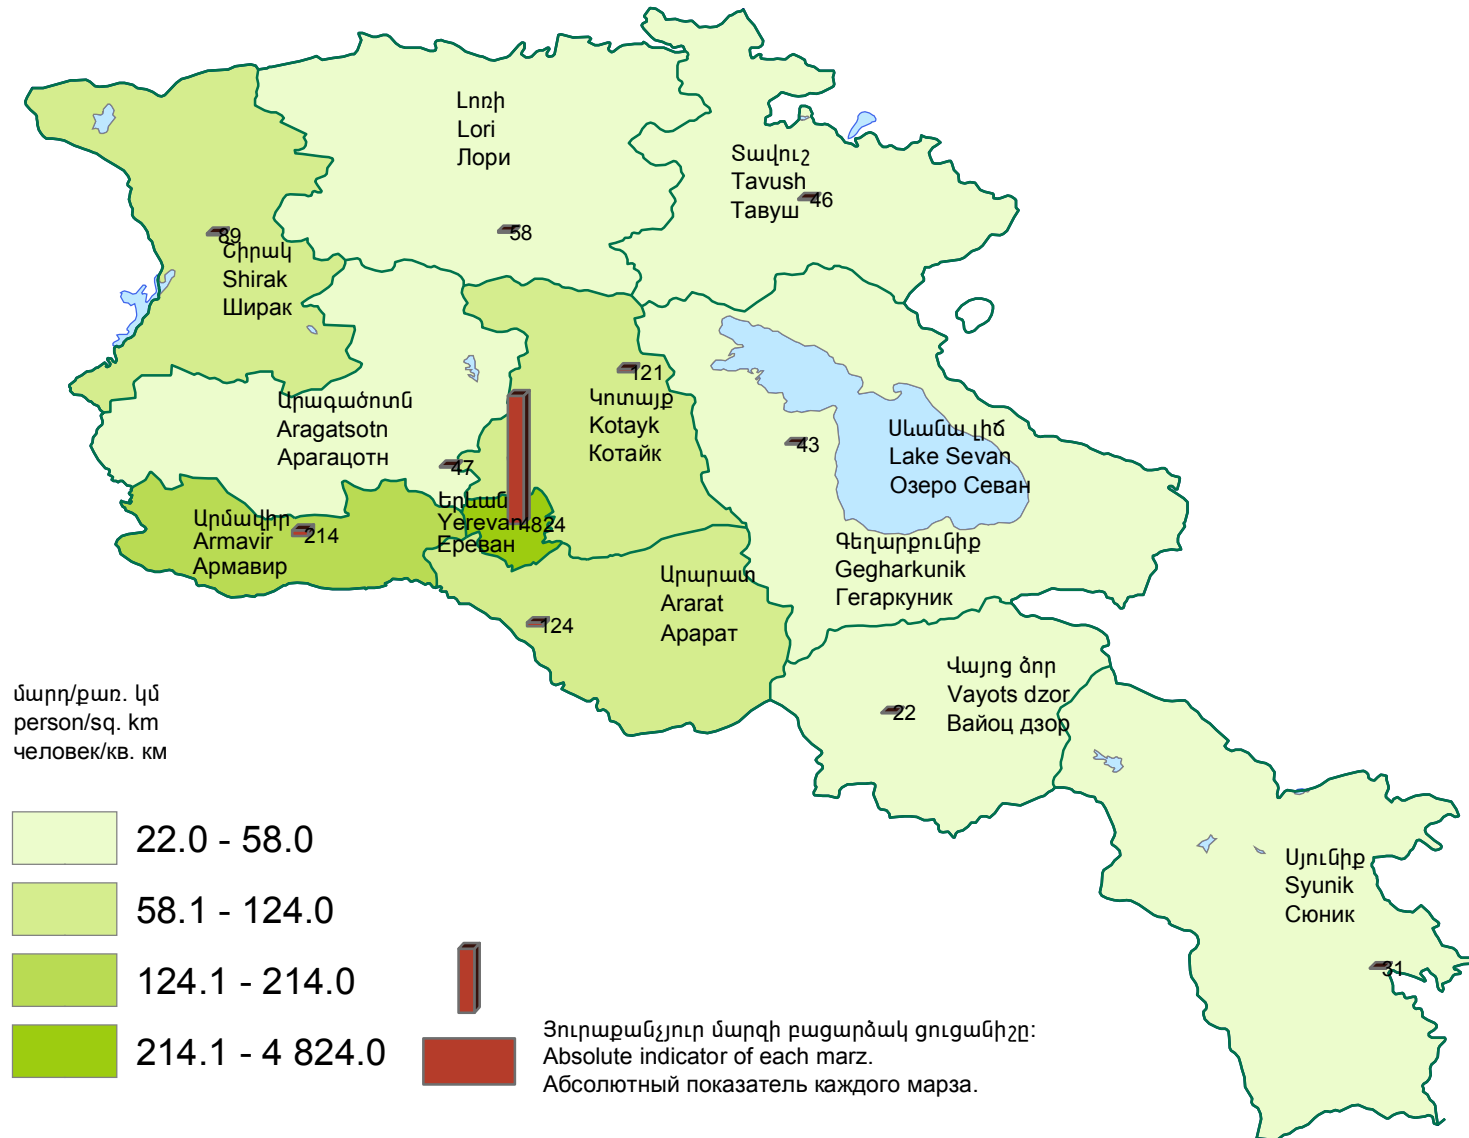 Լոռի
Lori
Лори
58
Տավուշ
Tavush
Тавуш
46
89
Շիրակ
Shirak
Ширак
Արագածոտն
Aragatsotn
Арагацотн
47
121
Կոտայք
Kotayk
Котайк
43
Սևանա լիճ
Lake Sevan
Озеро Севан
Գեղարքունիք
Gegharkunik
Гегаркуник
Արմավիր
Armavir
Армавир
214
Երևան
Yerevan
Ереван
4824
Արարատ
Ararat
Арарат
124
Վայոց ձոր
Vayots dzor
Вайоц дзор
22
Սյունիք
Syunik
Сюник
31
մարդ/քառ. կմ
person/sq. km
человек/кв. км
22.0 - 58.0
58.1 - 124.0
124.1 - 214.0
214.1 - 4 824.0
Յուրաքանչյուր մարզի բացարձակ ցուցանիշը:
Absolute indicator of each marz.
Абсолютный показатель каждого марза.